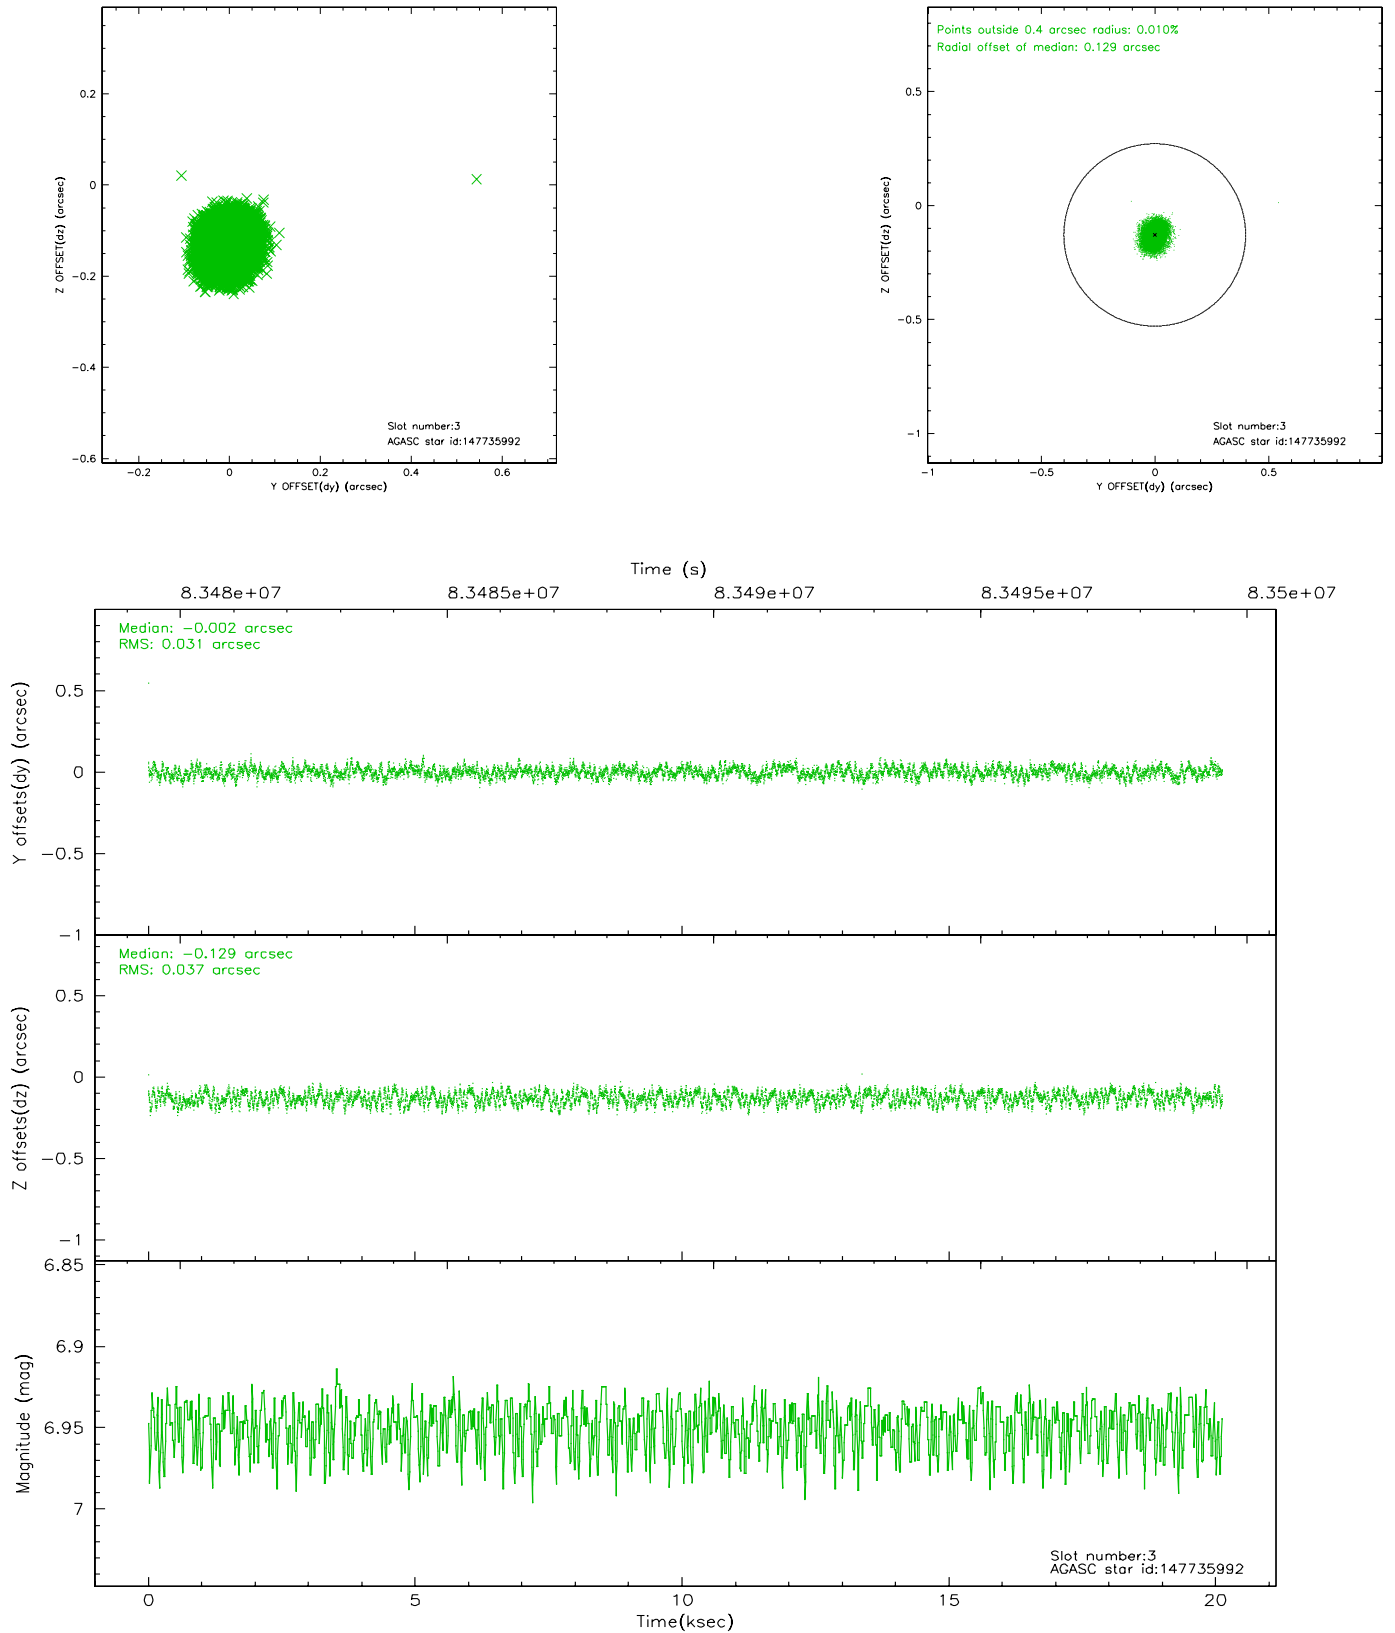 0.2
0
-0.2
-0.4
-0.6
Z OFFSET(dz) (arcsec)
Slot number:3
AGASC star id:147735992
-0.2 0 0.2 0.4 0.6
Y OFFSET(dy) (arcsec)
Points outside 0.4 arcsec radius: 0.010%
Radial offset of median: 0.129 arcsec
0.5
0
-0.5
-1
Z OFFSET(dz) (arcsec)
Slot number:3
AGASC star id:147735992
-1 -0.5 0 0.5
Y OFFSET(dy) (arcsec)
Time (s)
8.348e+07 8.3485e+07 8.349e+07 8.3495e+07 8.35e+07
Median: -0.002 arcsec
RMS: 0.031 arcsec
0.5
0
-0.5
-1
Y offsets(dy) (arcsec)
Median: -0.129 arcsec
RMS: 0.037 arcsec
0.5
0
-0.5
-1
Z offsets(dz) (arcsec)
6.85
6.9
6.95
7
Magnitude (mag)
Slot number:3
AGASC star id:147735992
0 5 10 15 20
Time(ksec)